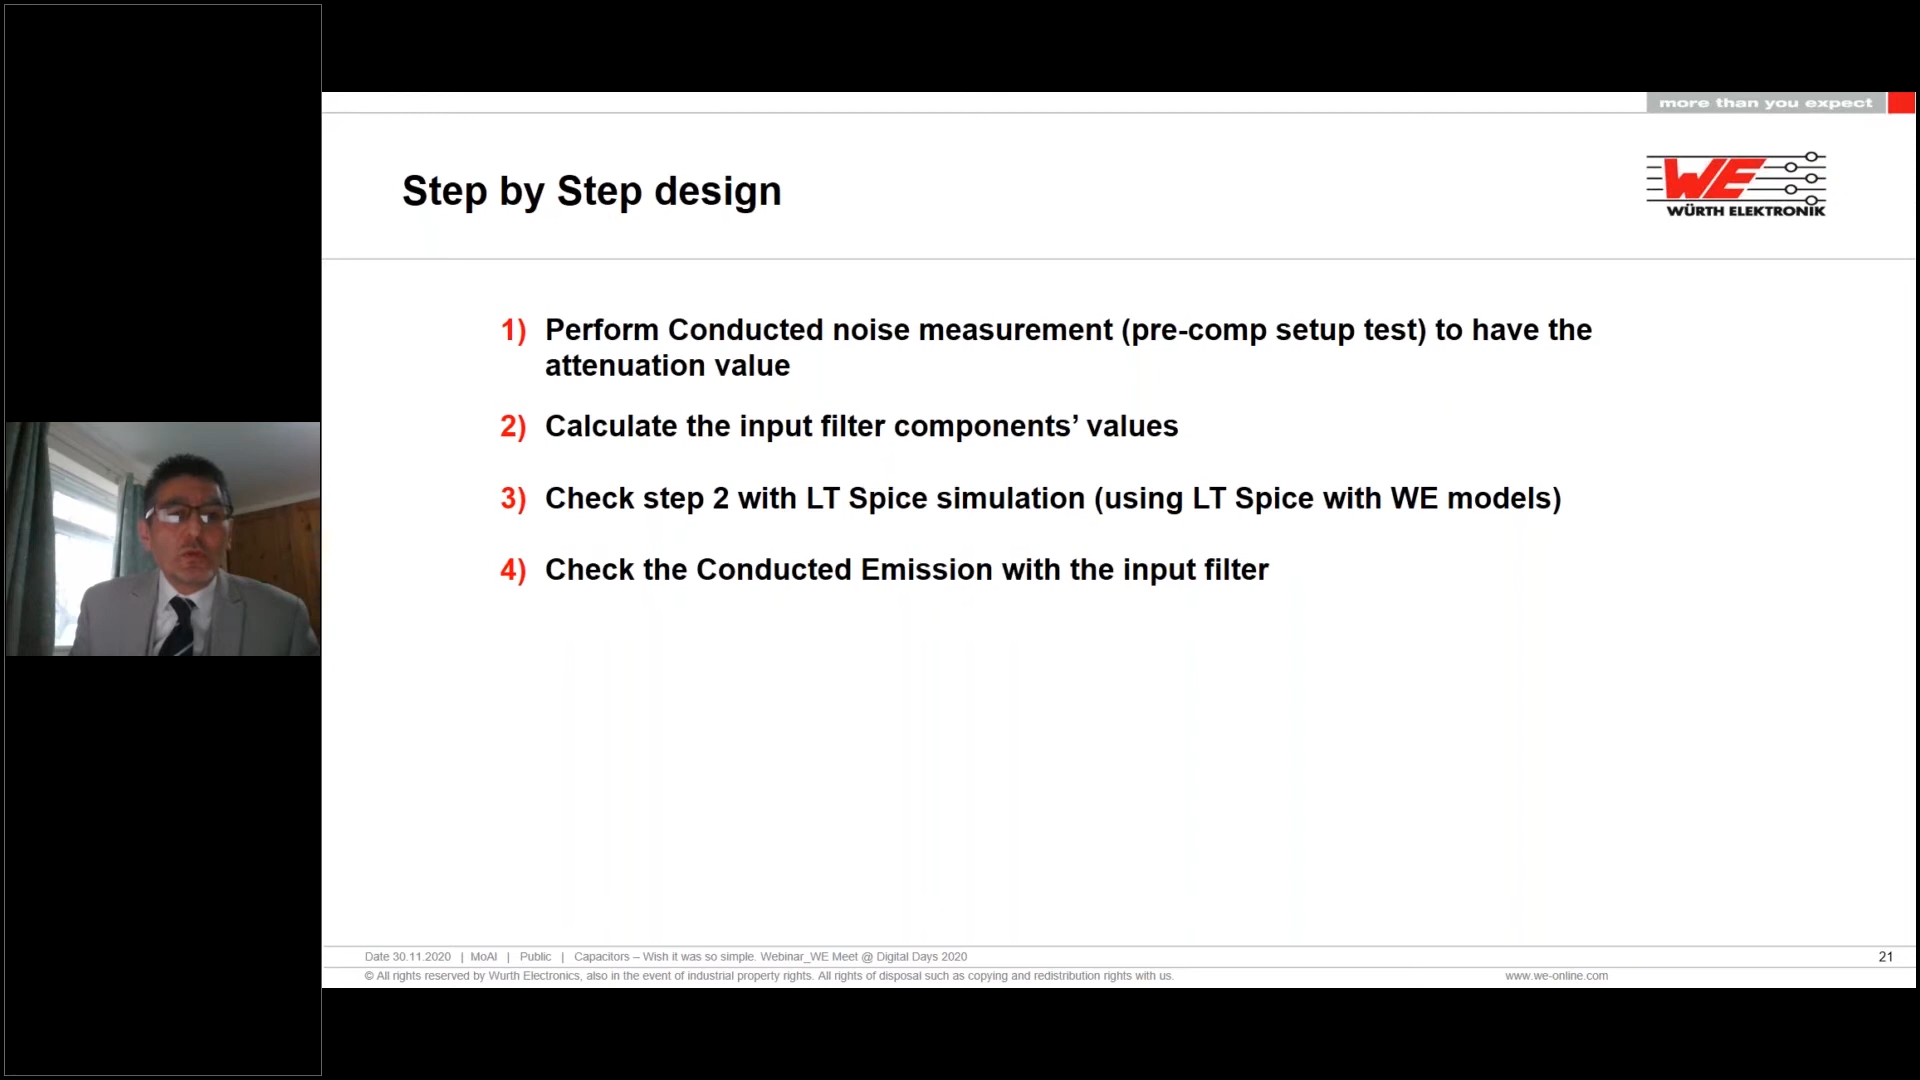 more than you expect
WE
WÜRTH ELEKTRONIK
Step by Step design
1) Perform Conducted noise measurement (pre-comp setup test) to have the
attenuation value
2) Calculate the input filter components’ values
3) Check step 2 with LT Spice simulation (using LT Spice with WE models)
4) Check the Conducted Emission with the input filter
Date 30.11.2020 | MoAl | Public | Capacitors – Wish it was so simple. Webinar_WE Meet @ Digital Days 2020
21
© All rights reserved by Wurth Electronics, also in the event of industrial property rights. All rights of disposal such as copying and redistribution rights with us.
www.we-online.com